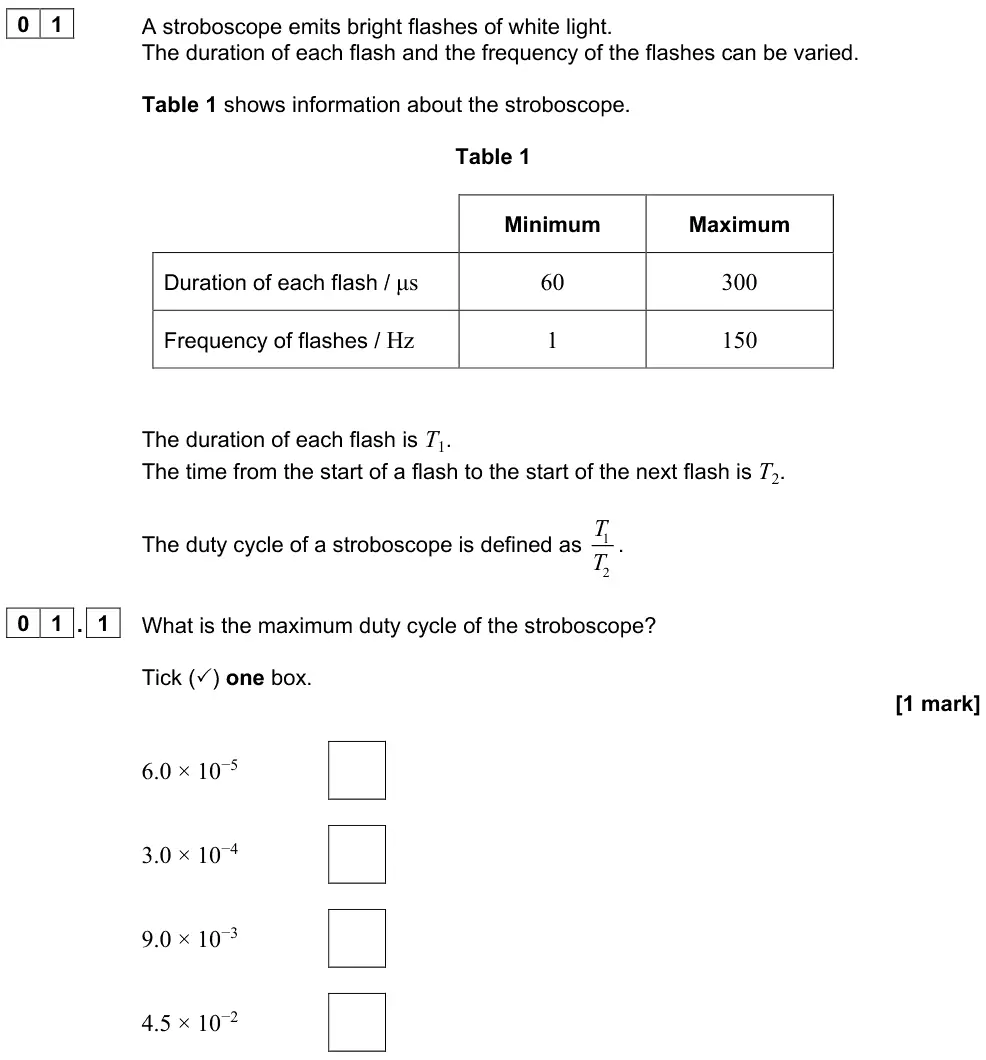 0 1 A stroboscope emits bright flashes of white light.
The duration of each flash and the frequency of the flashes can be varied.
Table 1 shows information about the stroboscope.
Table 1
Minimum Maximum
Duration of each flash / µs 60 300
Frequency of flashes / Hz 1 150
The duration of each flash is T₁.
The time from the start of a flash to the start of the next flash is T₂.
The duty cycle of a stroboscope is defined as T₁/T₂.
0 1 . 1 What is the maximum duty cycle of the stroboscope?
Tick (✓) one box.
[1 mark]
6.0 × 10⁻⁵
3.0 × 10⁻⁴
9.0 × 10⁻³
4.5 × 10⁻²